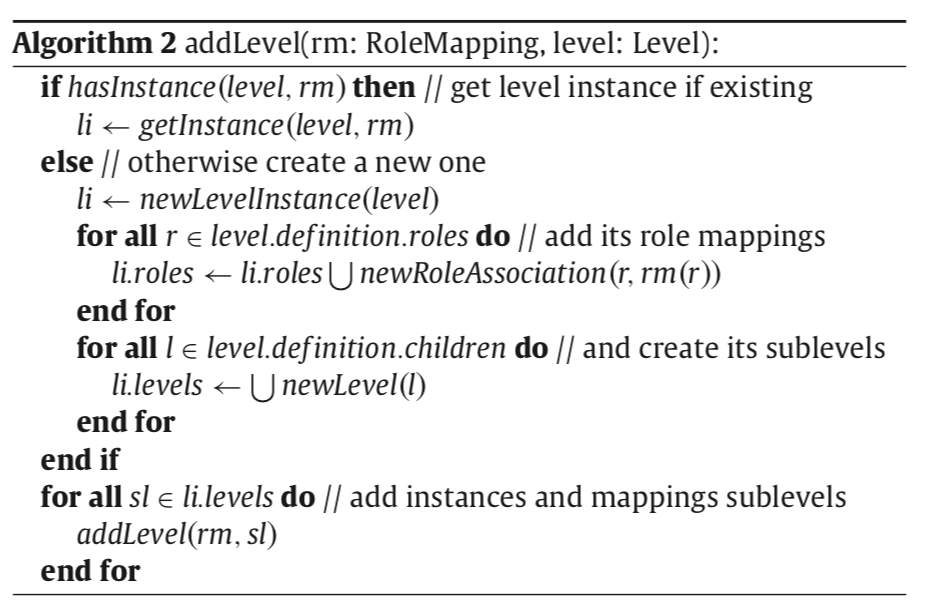 Algorithm 2 addLevel(rm: RoleMapping, level: Level):
if hasInstance(level, rm) then // get level instance if existing
li ← getInstance(level, rm)
else // otherwise create a new one
li ← newLevelInstance(level)
for all r ∈ level.definition.roles do // add its role mappings
li.roles ← li.roles ⋃ newRoleAssociation(r, rm(r))
end for
for all l ∈ level.definition.children do // and create its sublevels
li.levels ← ⋃ newLevel(l)
end for
end if
for all sl ∈ li.levels do // add instances and mappings sublevels
addLevel(rm, sl)
end for